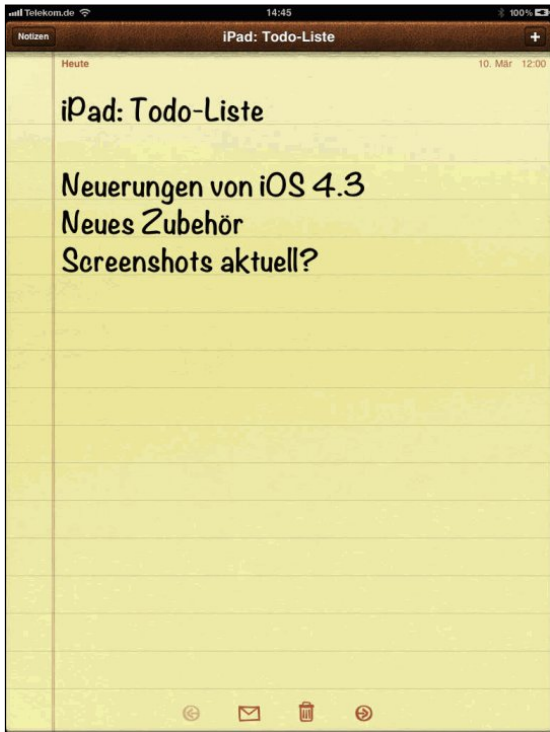 Telekom.de 14:45 100%
Notizen iPad: Todo-Liste +
Heute 10. Mär 12:00
iPad: Todo-Liste
Neuerungen von iOS 4.3
Neues Zubehör
Screenshots aktuell?